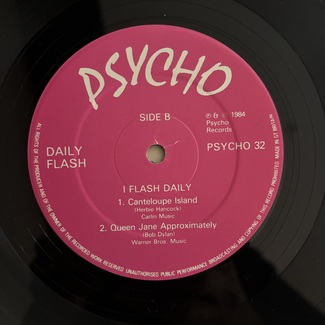 PSYCHO
SIDE B
℗ & © 1984
Psycho
Records
DAILY
FLASH
PSYCHO 32
I FLASH DAILY
1. Canteloupe Island
(Herbie Hancock)
Carlin Music
2. Queen Jane Approximately
(Bob Dylan)
Warner Bros. Music
ALL RIGHTS OF THE PRODUCER AND OF THE OWNER OF THE RECORDED WORK RESERVED UNAUTHORISED PUBLIC PERFORMANCE BROADCASTING AND COPYING OF THIS RECORD PROHIBITED MADE IN GT BRITAIN